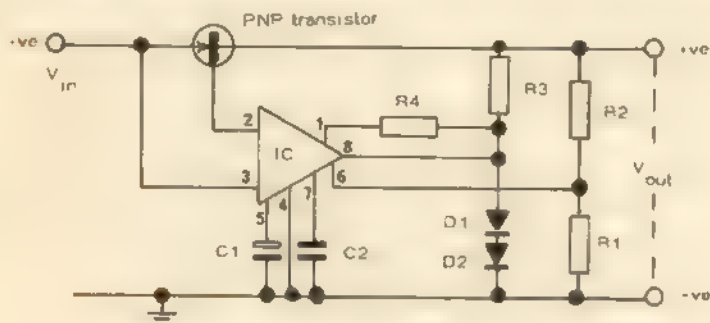 PNP transistor
+ve
+ve
V in
R3
R4
R2
2
1
IC
8
3
6
V out
7
4
5
D1
C1
C2
D2
R1
-ve